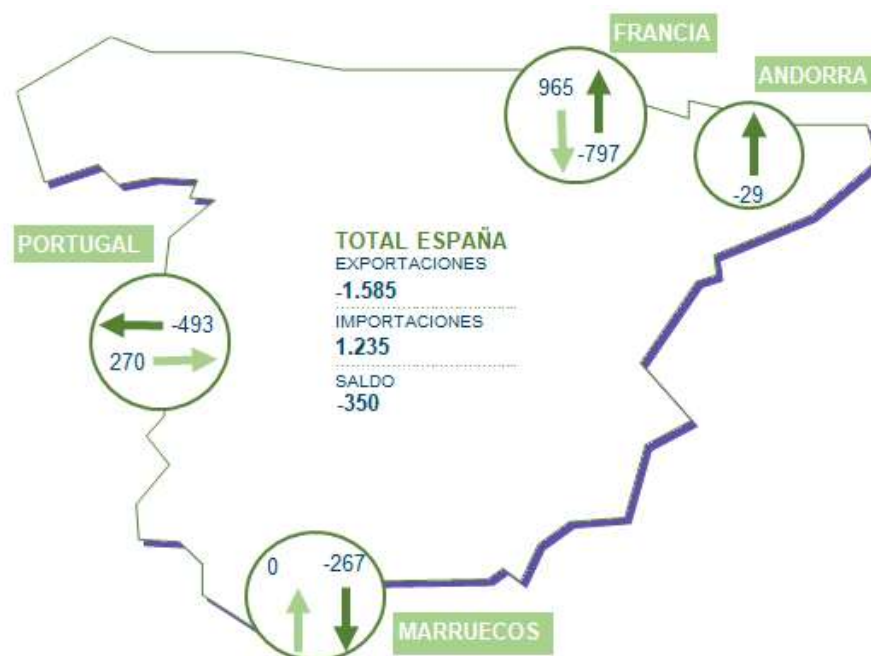 FRANCIA
965
-797
ANDORRA
-29
PORTUGAL
-493
270
TOTAL ESPAÑA
EXPORTACIONES
-1.585
IMPORTACIONES
1.235
SALDO
-350
0
-267
MARRUECOS